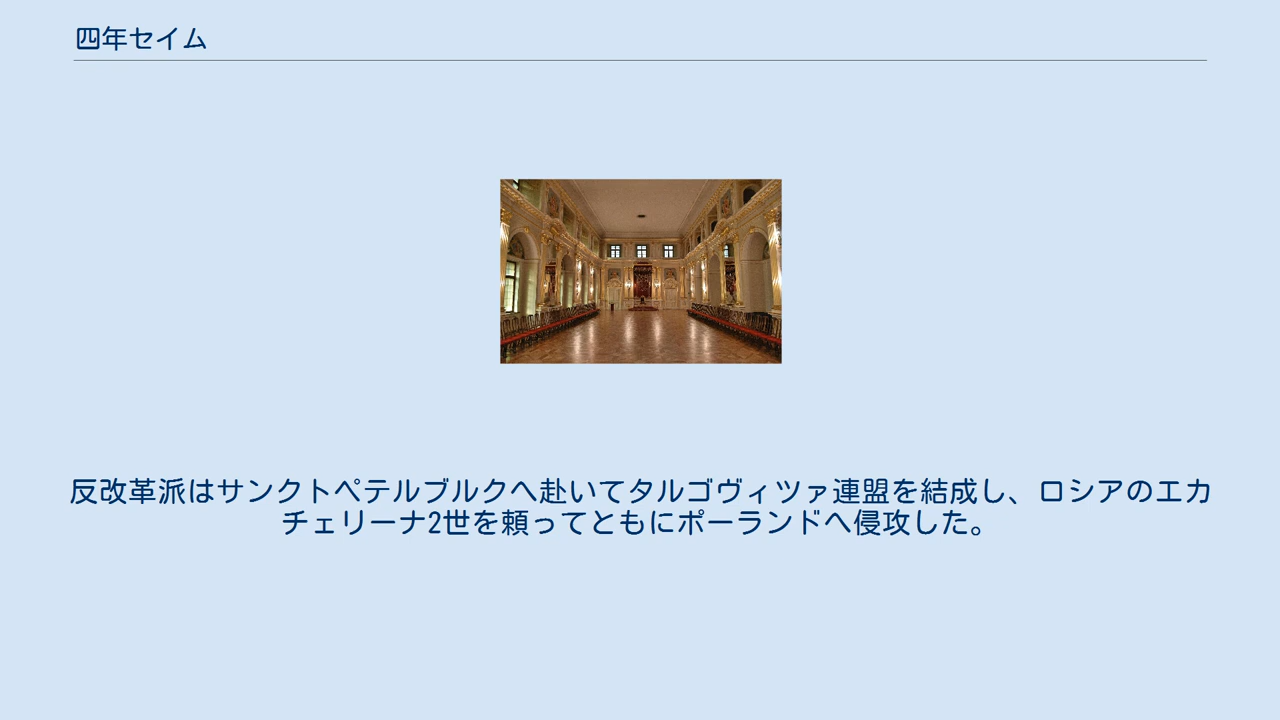 四年セイム
反改革派はサンクトペテルブルクへ赴いてタルゴヴィツァ連盟を結成し、ロシアのエカ
チェリーナ2世を頼ってともにポーランドへ侵攻した。